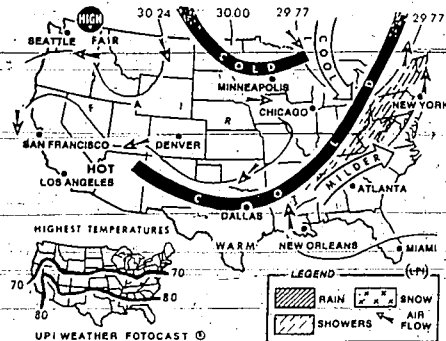 HIGH 30 24 30.00 29 77 29 77
SEATTLE FAIR
COLD
COOL
MINNEAPOLIS
NEW YORK
CHICAGO
FAIR
SAN FRANCISCO
DENVER
HOT
LOS ANGELES
COLD
MILDER
ATLANTA
DALLAS
HIGHEST TEMPERATURES
WARM
NEW ORLEANS
MIAMI
70
70
80
80
LEGEND
RAIN
SNOW
SHOWERS
AIR
FLOW
UPI WEATHER FOTOCAST